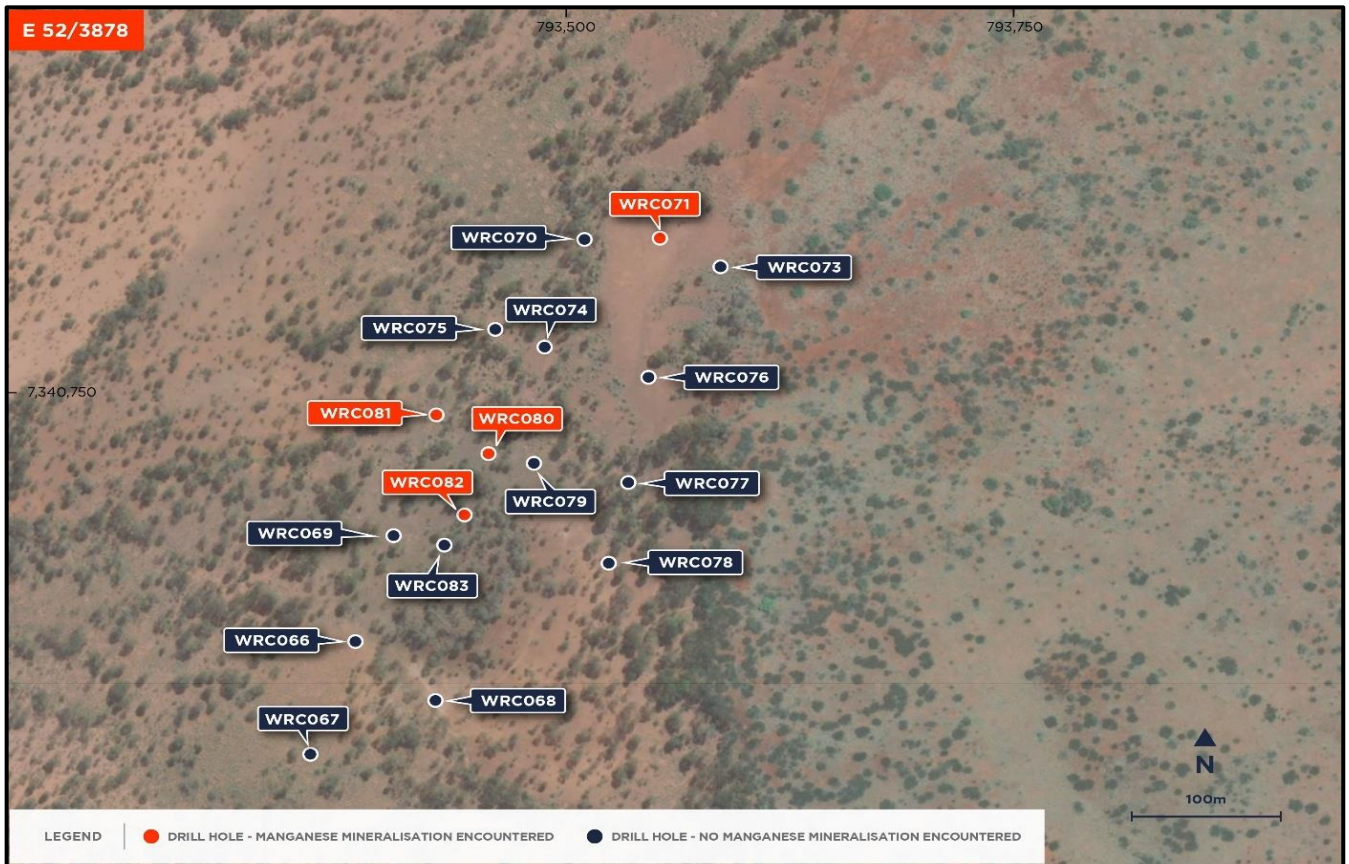 E 52/3878
793,500
793,750
WRC071
WRC070
WRC073
WRC074
WRC075
WRC076
7,340,750
WRC081
WRC080
WRC082
WRC077
WRC079
WRC069
WRC078
WRC083
WRC066
WRC068
WRC067
N
100m
LEGEND
DRILL HOLE - MANGANESE MINERALISATION ENCOUNTERED
DRILL HOLE - NO MANGANESE MINERALISATION ENCOUNTERED